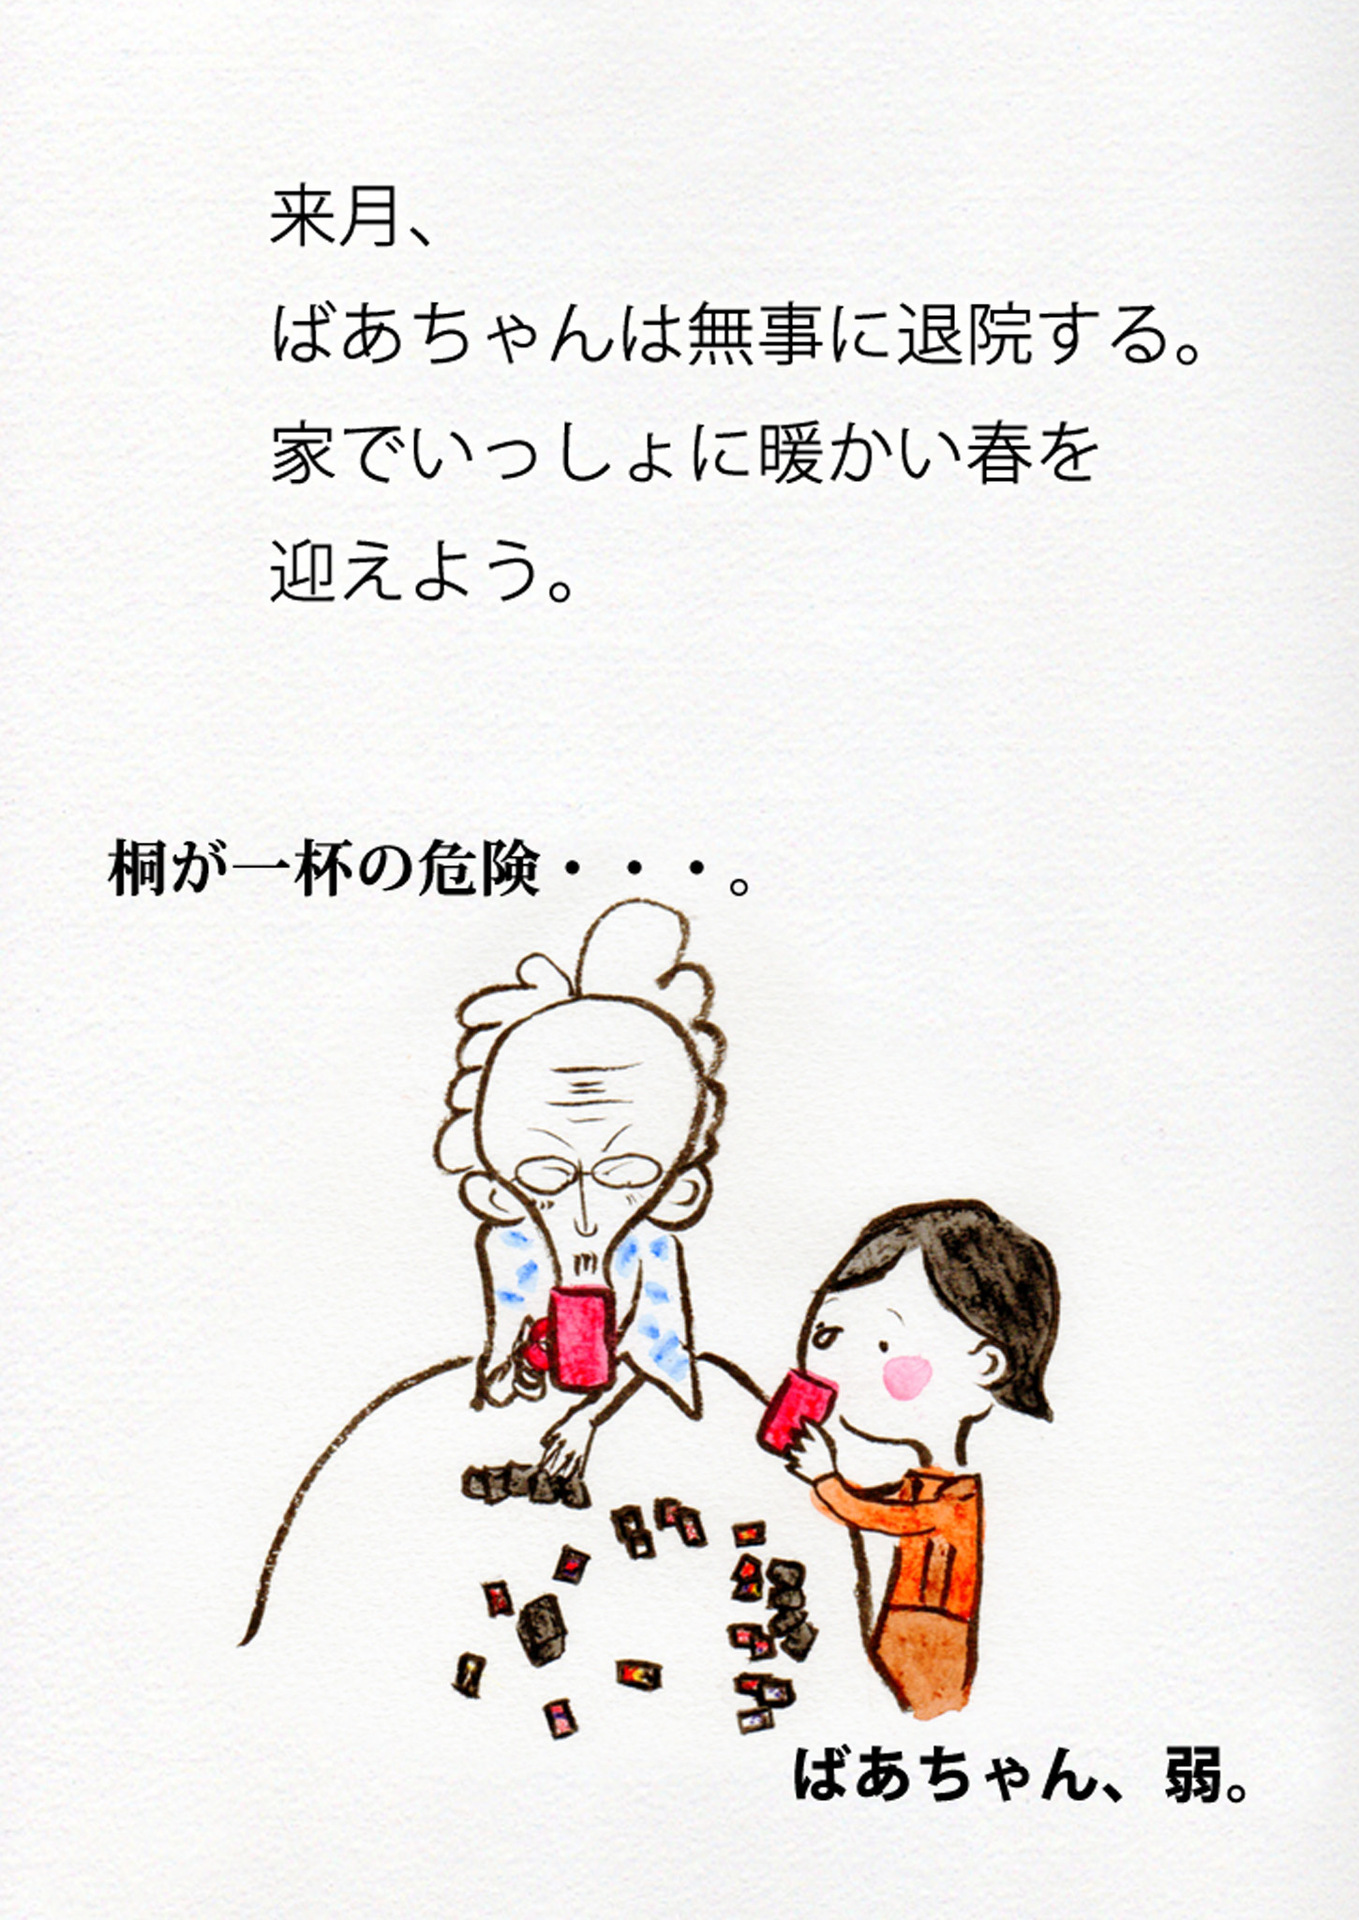 来月、
ばあちゃんは無事に退院する。
家でいっしょに暖かい春を
迎えよう。
桐が一杯の危険・・・。
ばあちゃん、弱。